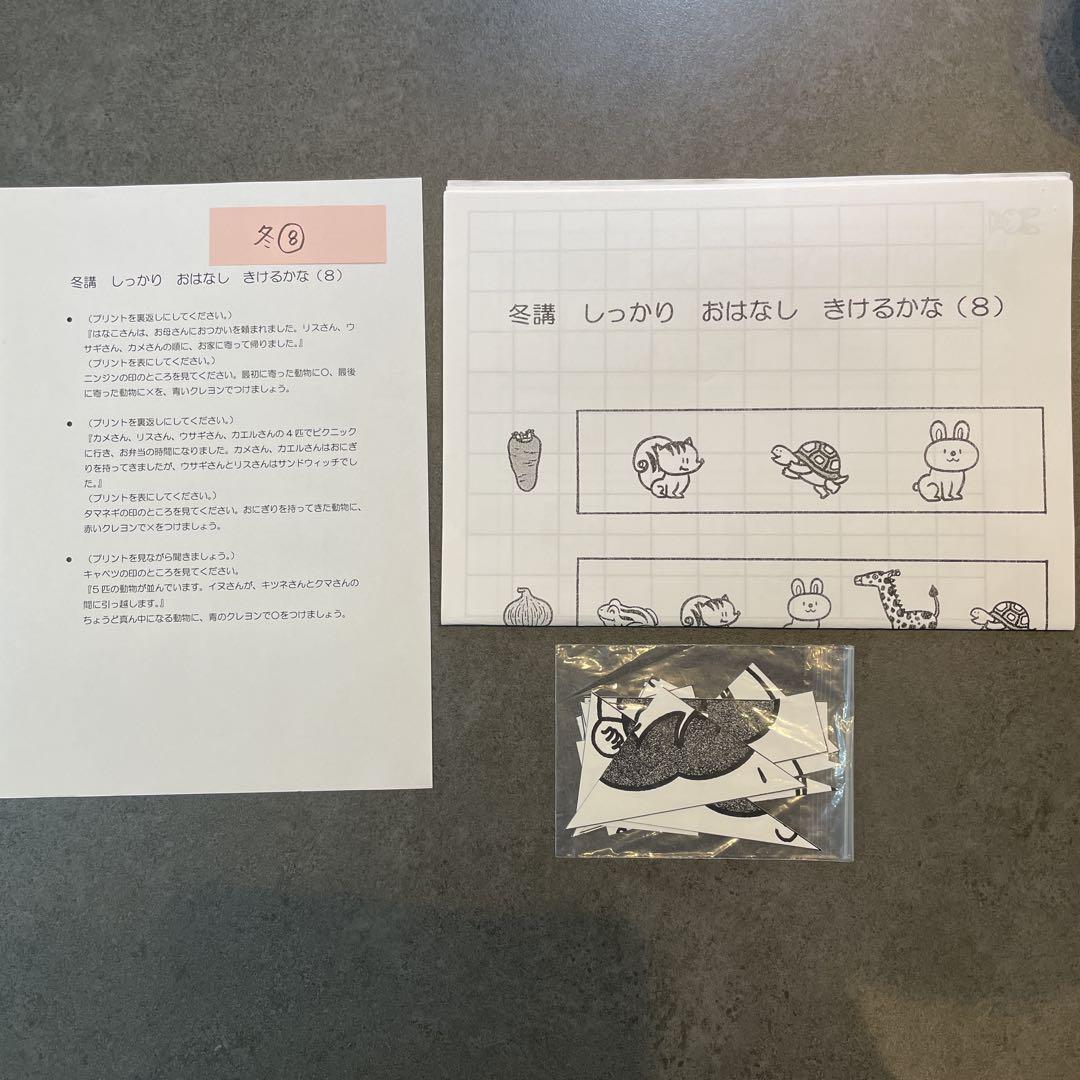 冬⑧
冬講　しっかり　おはなし　きけるかな（８）
● （プリントを裏返しにしてください。）
『はなこさんは、お母さんにおつかいを頼まれました。リスさん、ウ
サギさん、カメさんの順に、お家に寄って帰りました。』
（プリントを表にしてください。）
ニンジンの印のところを見てください。最初に寄った動物に〇、最後
に寄った動物に×を、青いクレヨンでつけましょう。
● （プリントを裏返しにしてください。）
『カメさん、リスさん、ウサギさん、カエルさんの４匹でピクニック
に行き、お弁当の時間になりました。カメさん、カエルさんはおにぎ
りを持ってきましたが、ウサギさんとリスさんはサンドウィッチでし
た。』
（プリントを表にしてください。）
タマネギの印のところを見てください。おにぎりを持ってきた動物に、
赤いクレヨンで×をつけましょう。
● （プリントを見ながら聞きましょう。）
キャベツの印のところを見てください。
『５匹の動物が並んでいます。イヌさんが、キツネさんとクマさんの
間に引っ越します。』
ちょうど真ん中になる動物に、青のクレヨンで〇をつけましょう。
冬講　しっかり　おはなし　きけるかな（８）